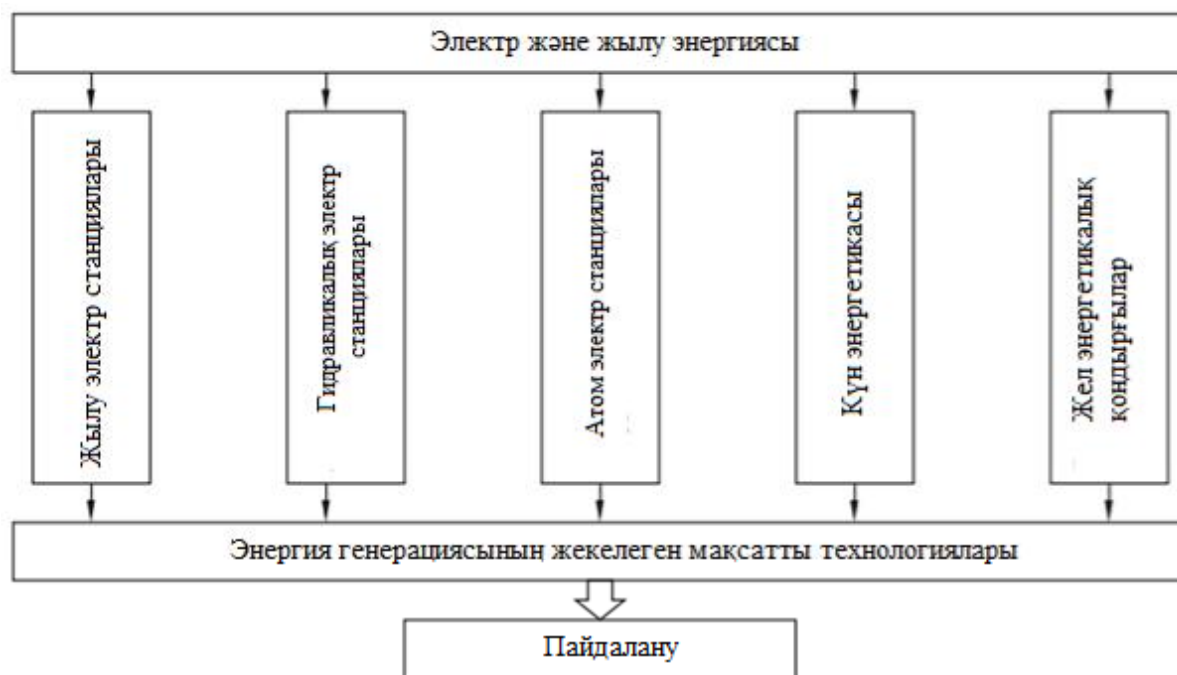 Электр және жылу энергиясы
Жылу электр станциялары
Гидравликалық электр
станциялары
Атом электр станциялары
Күн энергетикасы
Жел энергетикалық
қондырғылар
Энергия генерациясының жекелеген мақсатты технологиялары
Пайдалану